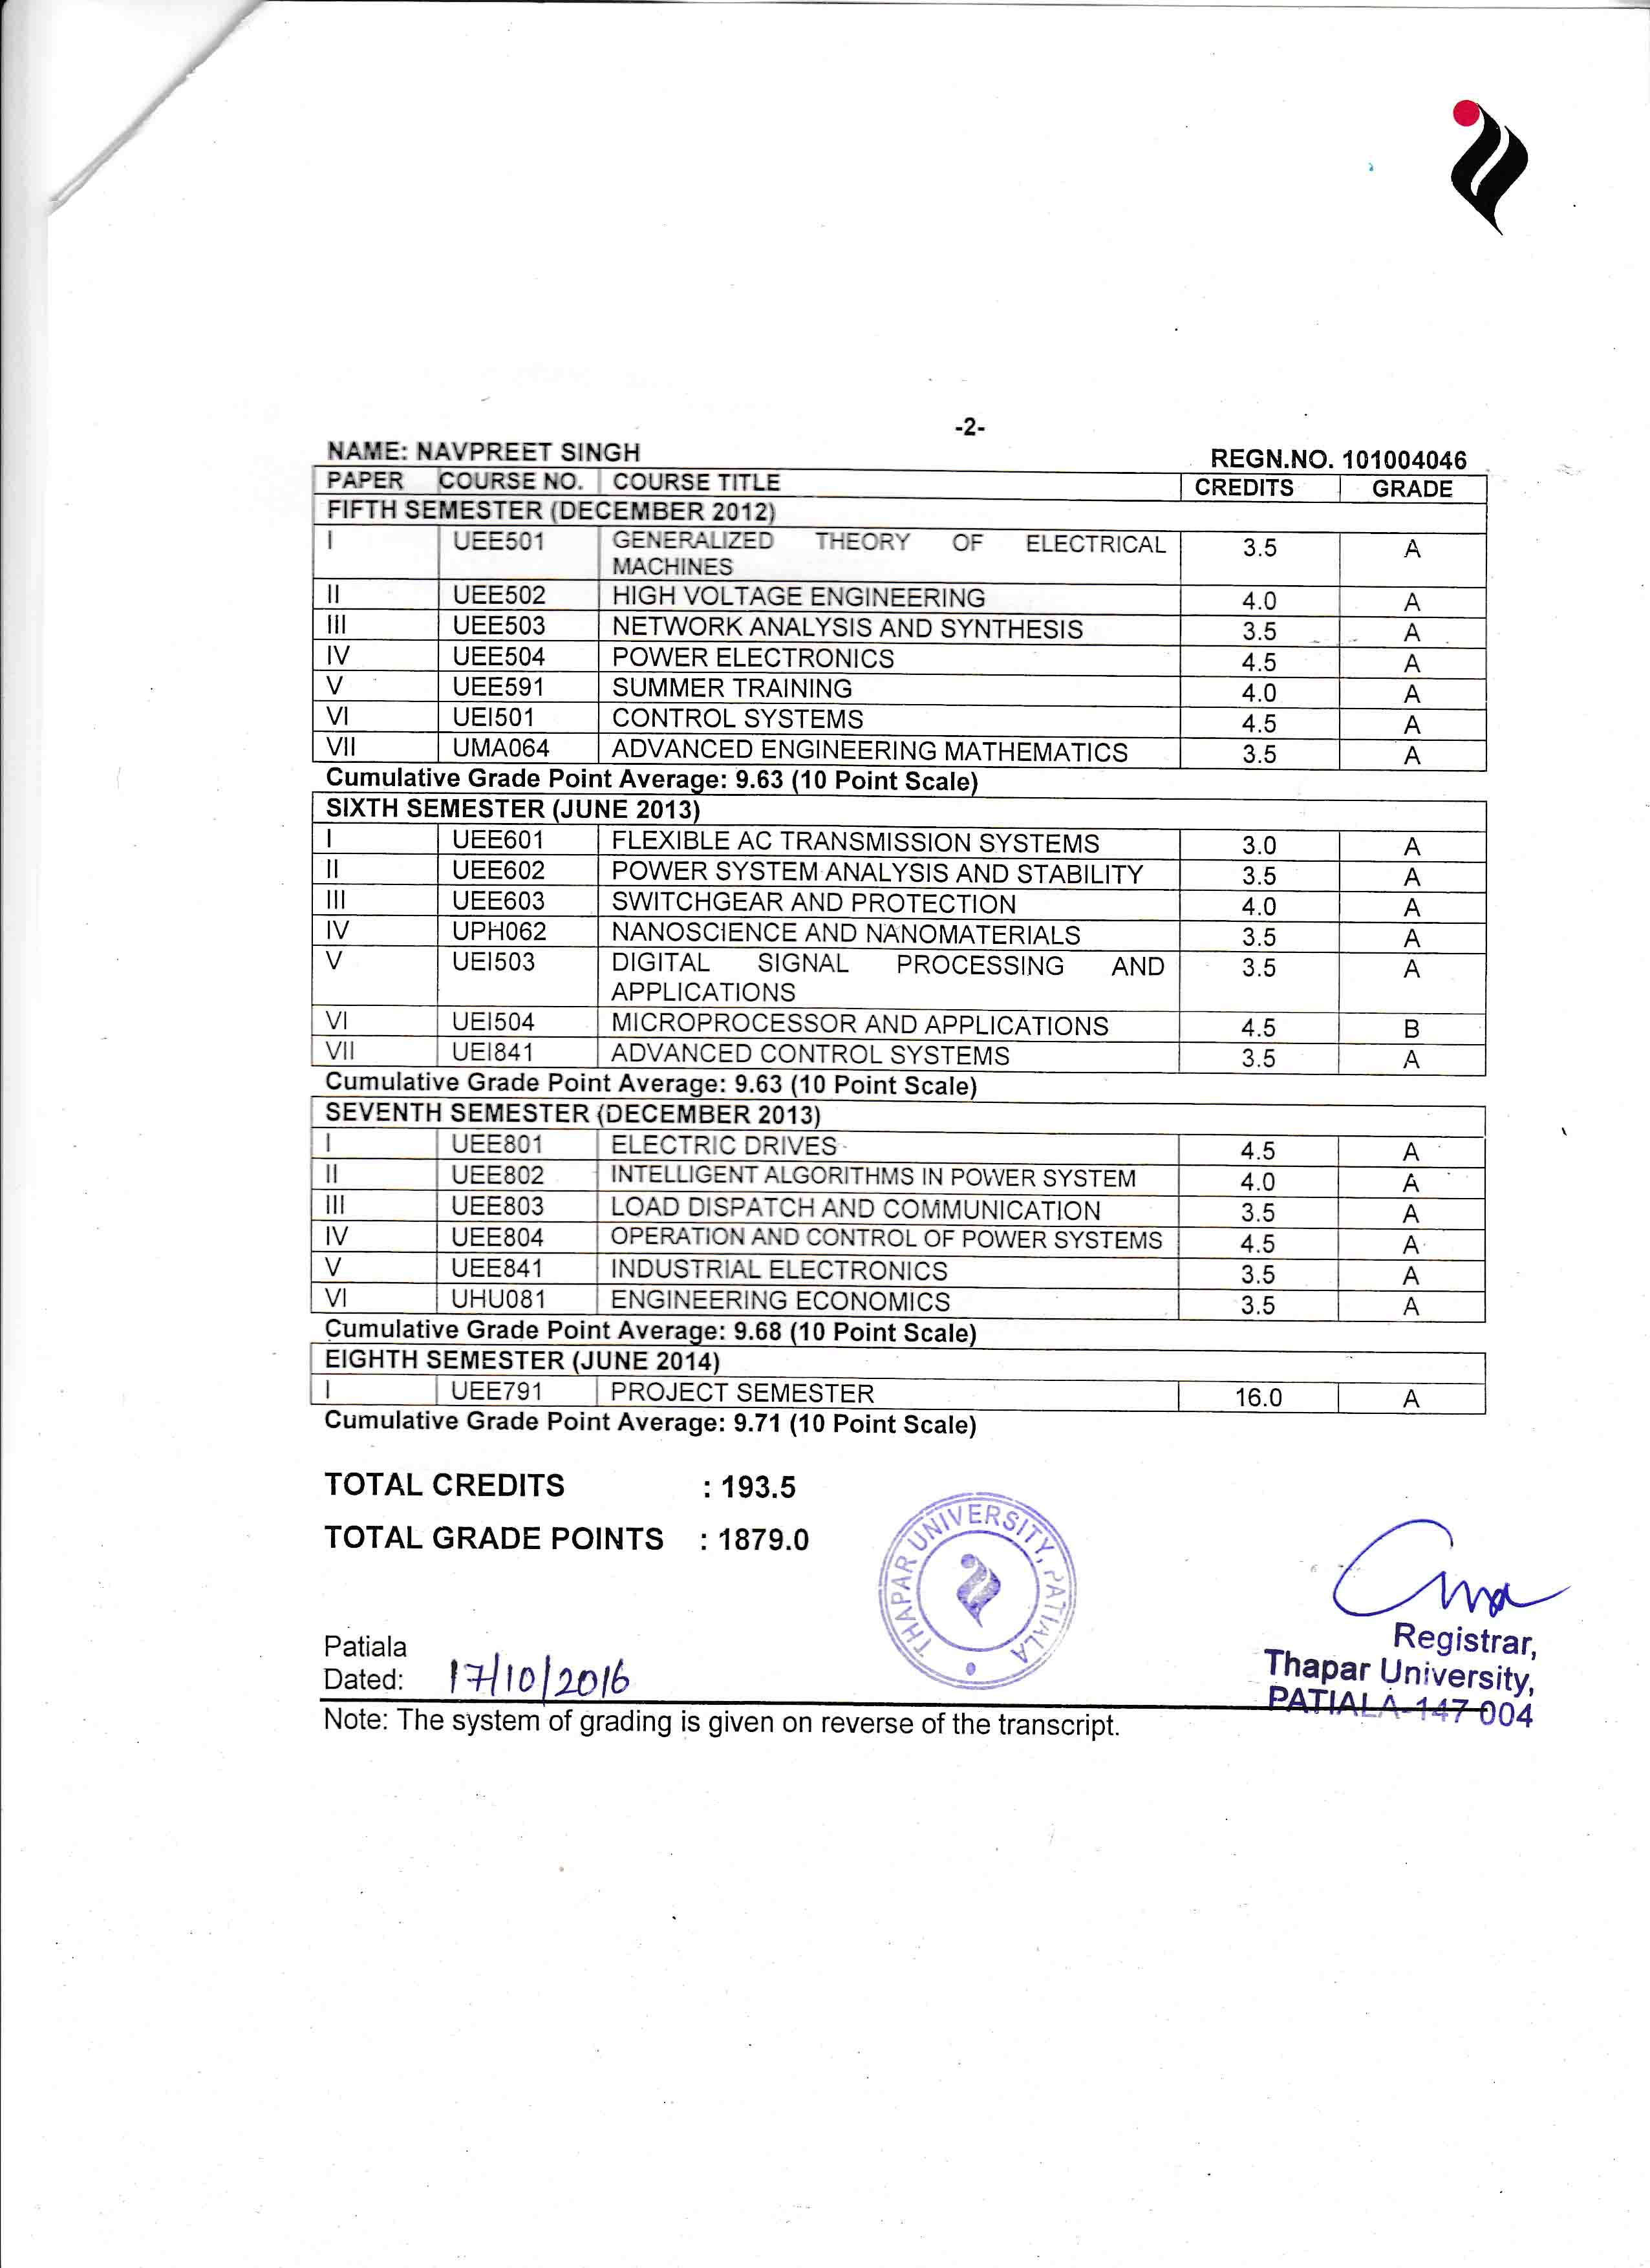 -2-
NAME: NAVPREET SINGH REGN.NO. 101004046
PAPER COURSE NO. COURSE TITLE CREDITS GRADE
FIFTH SEMESTER (DECEMBER 2012)
I UEE501 GENERALIZED THEORY OF ELECTRICAL 3.5 A
MACHINES
II UEE502 HIGH VOLTAGE ENGINEERING 4.0 A
III UEE503 NETWORK ANALYSIS AND SYNTHESIS 3.5 A
IV UEE504 POWER ELECTRONICS 4.5 A
V UEE591 SUMMER TRAINING 4.0 A
VI UEI501 CONTROL SYSTEMS 4.5 A
VII UMA064 ADVANCED ENGINEERING MATHEMATICS 3.5 A
Cumulative Grade Point Average: 9.63 (10 Point Scale)
SIXTH SEMESTER (JUNE 2013)
I UEE601 FLEXIBLE AC TRANSMISSION SYSTEMS 3.0 A
II UEE602 POWER SYSTEM ANALYSIS AND STABILITY 3.5 A
III UEE603 SWITCHGEAR AND PROTECTION 4.0 A
IV UPH062 NANOSCIENCE AND NANOMATERIALS 3.5 A
V UEI503 DIGITAL SIGNAL PROCESSING AND 3.5 A
APPLICATIONS
VI UEI504 MICROPROCESSOR AND APPLICATIONS 4.5 B
VII UEI841 ADVANCED CONTROL SYSTEMS 3.5 A
Cumulative Grade Point Average: 9.63 (10 Point Scale)
SEVENTH SEMESTER (DECEMBER 2013)
I UEE801 ELECTRIC DRIVES 4.5 A
II UEE802 INTELLIGENT ALGORITHMS IN POWER SYSTEM 4.0 A
III UEE803 LOAD DISPATCH AND COMMUNICATION 3.5 A
IV UEE804 OPERATION AND CONTROL OF POWER SYSTEMS 4.5 A
V UEE841 INDUSTRIAL ELECTRONICS 3.5 A
VI UHU081 ENGINEERING ECONOMICS 3.5 A
Cumulative Grade Point Average: 9.68 (10 Point Scale)
EIGHTH SEMESTER (JUNE 2014)
I UEE791 PROJECT SEMESTER 16.0 A
Cumulative Grade Point Average: 9.71 (10 Point Scale)
TOTAL CREDITS : 193.5
TOTAL GRADE POINTS : 1879.0
THAPAR UNIVERSITY, PATIALA
Patiala
Dated: 17/10/2016
Registrar,
Thapar University,
PATIALA-147 004
Note: The system of grading is given on reverse of the transcript.